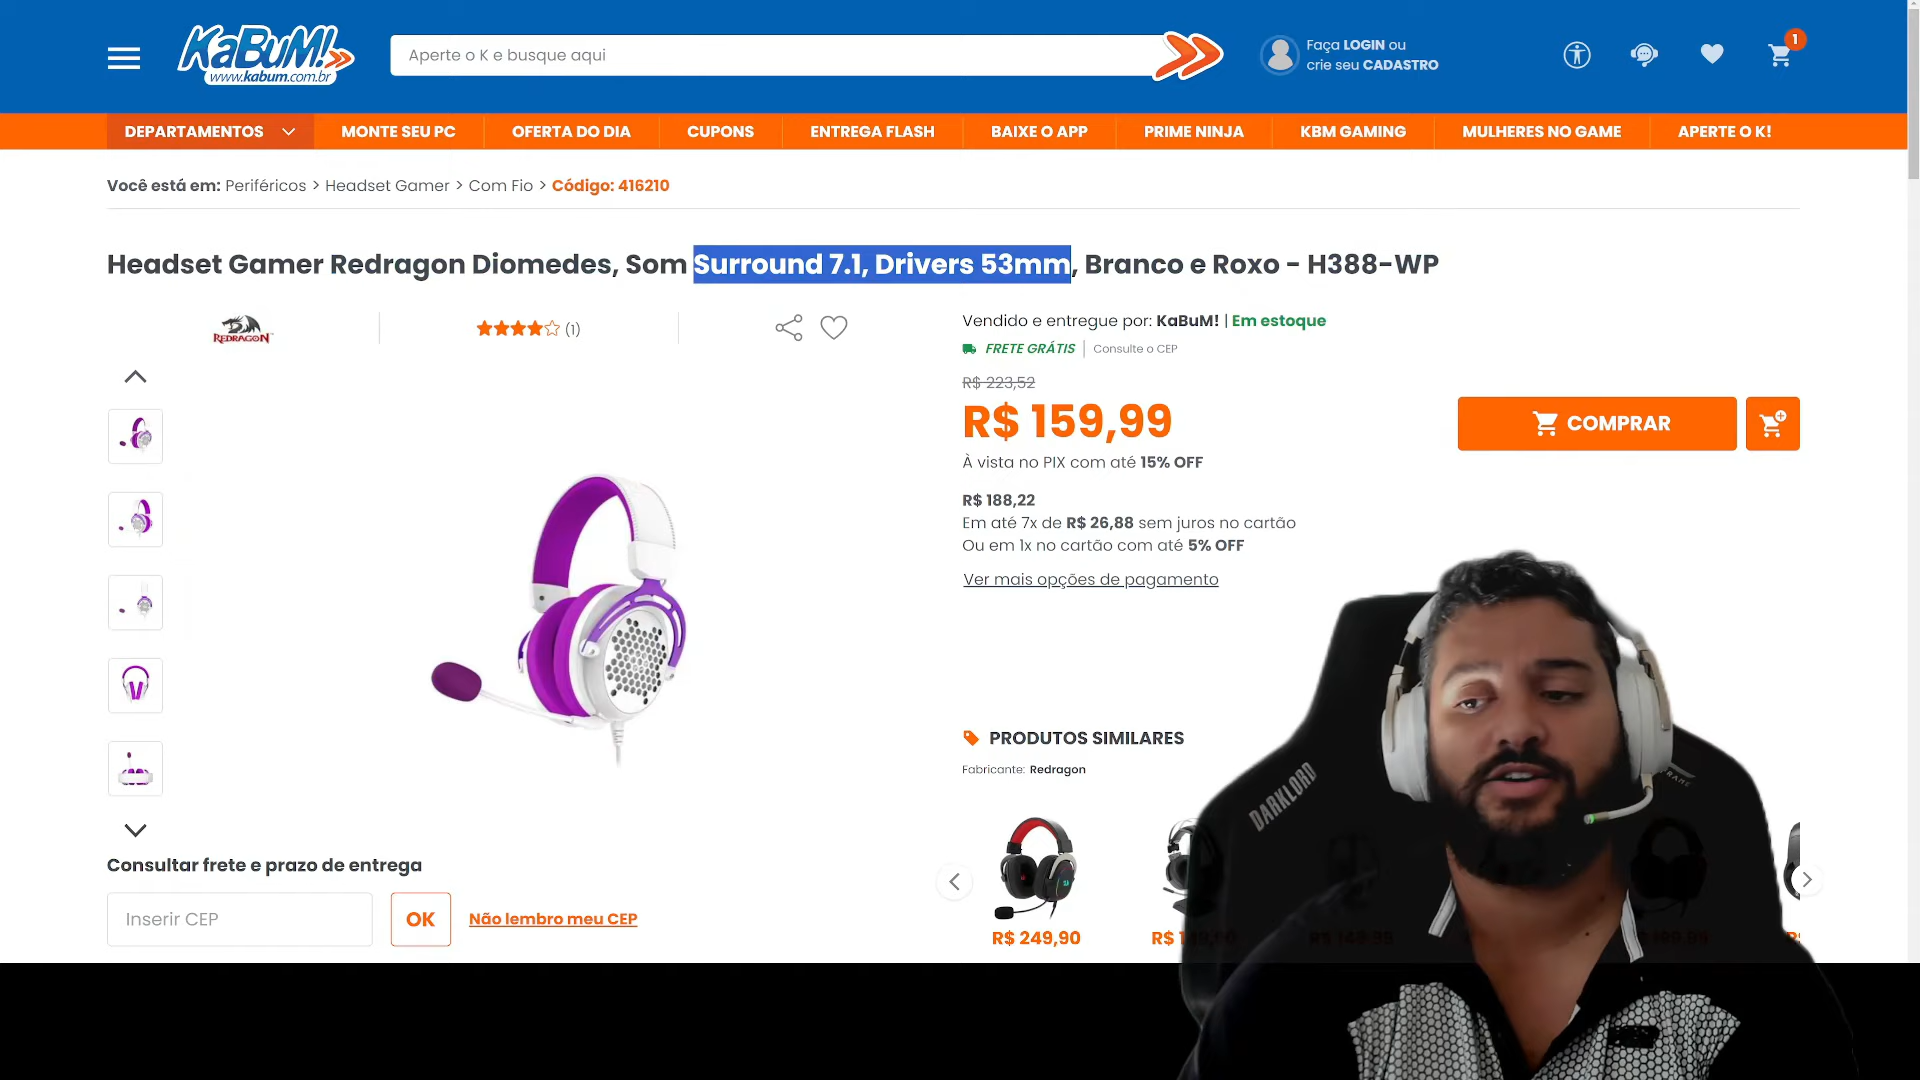 KaBuM!
www.kabum.com.br
Aperte o K e busque aqui
Faça LOGIN ou
crie seu CADASTRO
1
DEPARTAMENTOS
MONTE SEU PC
OFERTA DO DIA
CUPONS
ENTREGA FLASH
BAIXE O APP
PRIME NINJA
KBM GAMING
MULHERES NO GAME
APERTE O K!
Você está em: Periféricos > Headset Gamer > Com Fio > Código: 416210
Headset Gamer Redragon Diomedes, Som Surround 7.1, Drivers 53mm, Branco e Roxo - H388-WP
REDRAGON
(1)
Vendido e entregue por: KaBuM! | Em estoque
FRETE GRÁTIS | Consulte o CEP
R$ 223,52
R$ 159,99
COMPRAR
À vista no PIX com até 15% OFF
R$ 188,22
Em até 7x de R$ 26,88 sem juros no cartão
Ou em 1x no cartão com até 5% OFF
Ver mais opções de pagamento
PRODUTOS SIMILARES
Fabricante: Redragon
DARKLORD
Consultar frete e prazo de entrega
Inserir CEP
OK
Não lembro meu CEP
R$ 249,90
R$